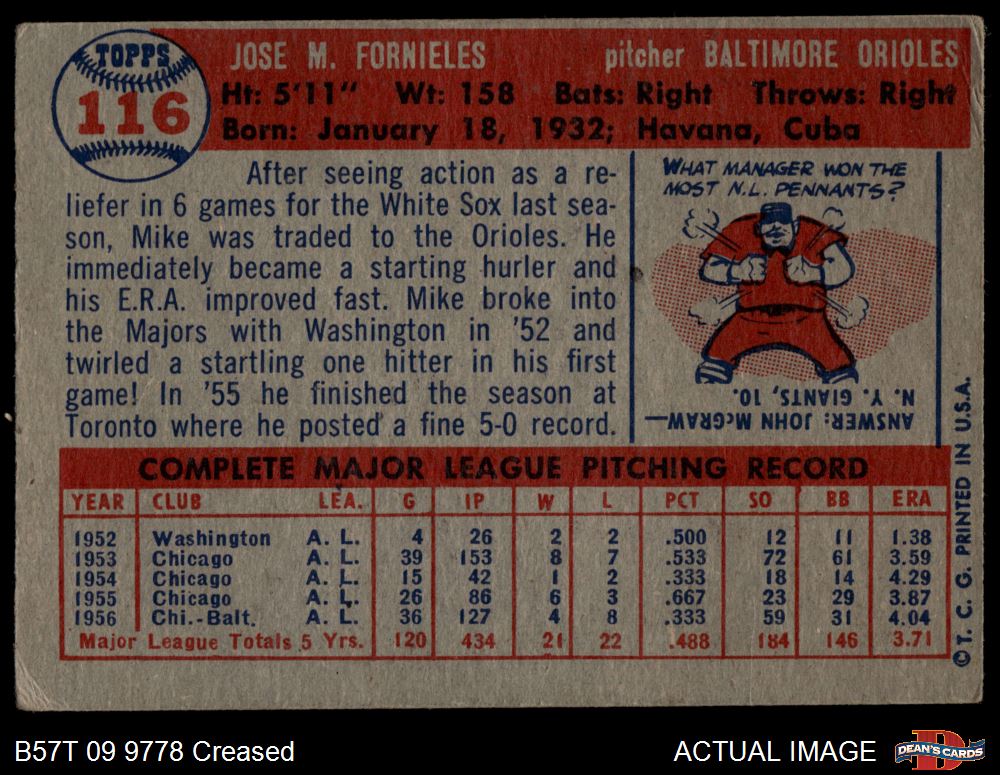 TOPPS
116
JOSE M. FORNIELES pitcher BALTIMORE ORIOLES
Ht: 5'11" Wt: 158 Bats: Right Throws: Right
Born: January 18, 1932; Havana, Cuba
After seeing action as a re-
liefer in 6 games for the White Sox last sea-
son, Mike was traded to the Orioles. He
immediately became a starting hurler and
his E.R.A. improved fast. Mike broke into
the Majors with Washington in '52 and
twirled a startling one hitter in his first
game! In '55 he finished the season at
Toronto where he posted a fine 5-0 record.
WHAT MANAGER WON THE
MOST N.L. PENNANTS?
ANSWER: JOHN McGRAW—
N. Y. GIANTS, 10.
COMPLETE MAJOR LEAGUE PITCHING RECORD
YEAR CLUB LEA. G IP W L PCT SO BB ERA
1952 Washington A. L. 4 26 2 2 .500 12 11 1.38
1953 Chicago A. L. 39 153 8 7 .533 72 61 3.59
1954 Chicago A. L. 15 42 1 2 .333 18 14 4.29
1955 Chicago A. L. 26 86 6 3 .667 23 29 3.87
1956 Chi.-Balt. A. L. 36 127 4 8 .333 59 31 4.04
Major League Totals 5 Yrs. 120 434 21 22 .488 184 146 3.71
© T. C. G. PRINTED IN U.S.A.
B57T 09 9778 Creased
ACTUAL IMAGE
DEAN'S CARDS